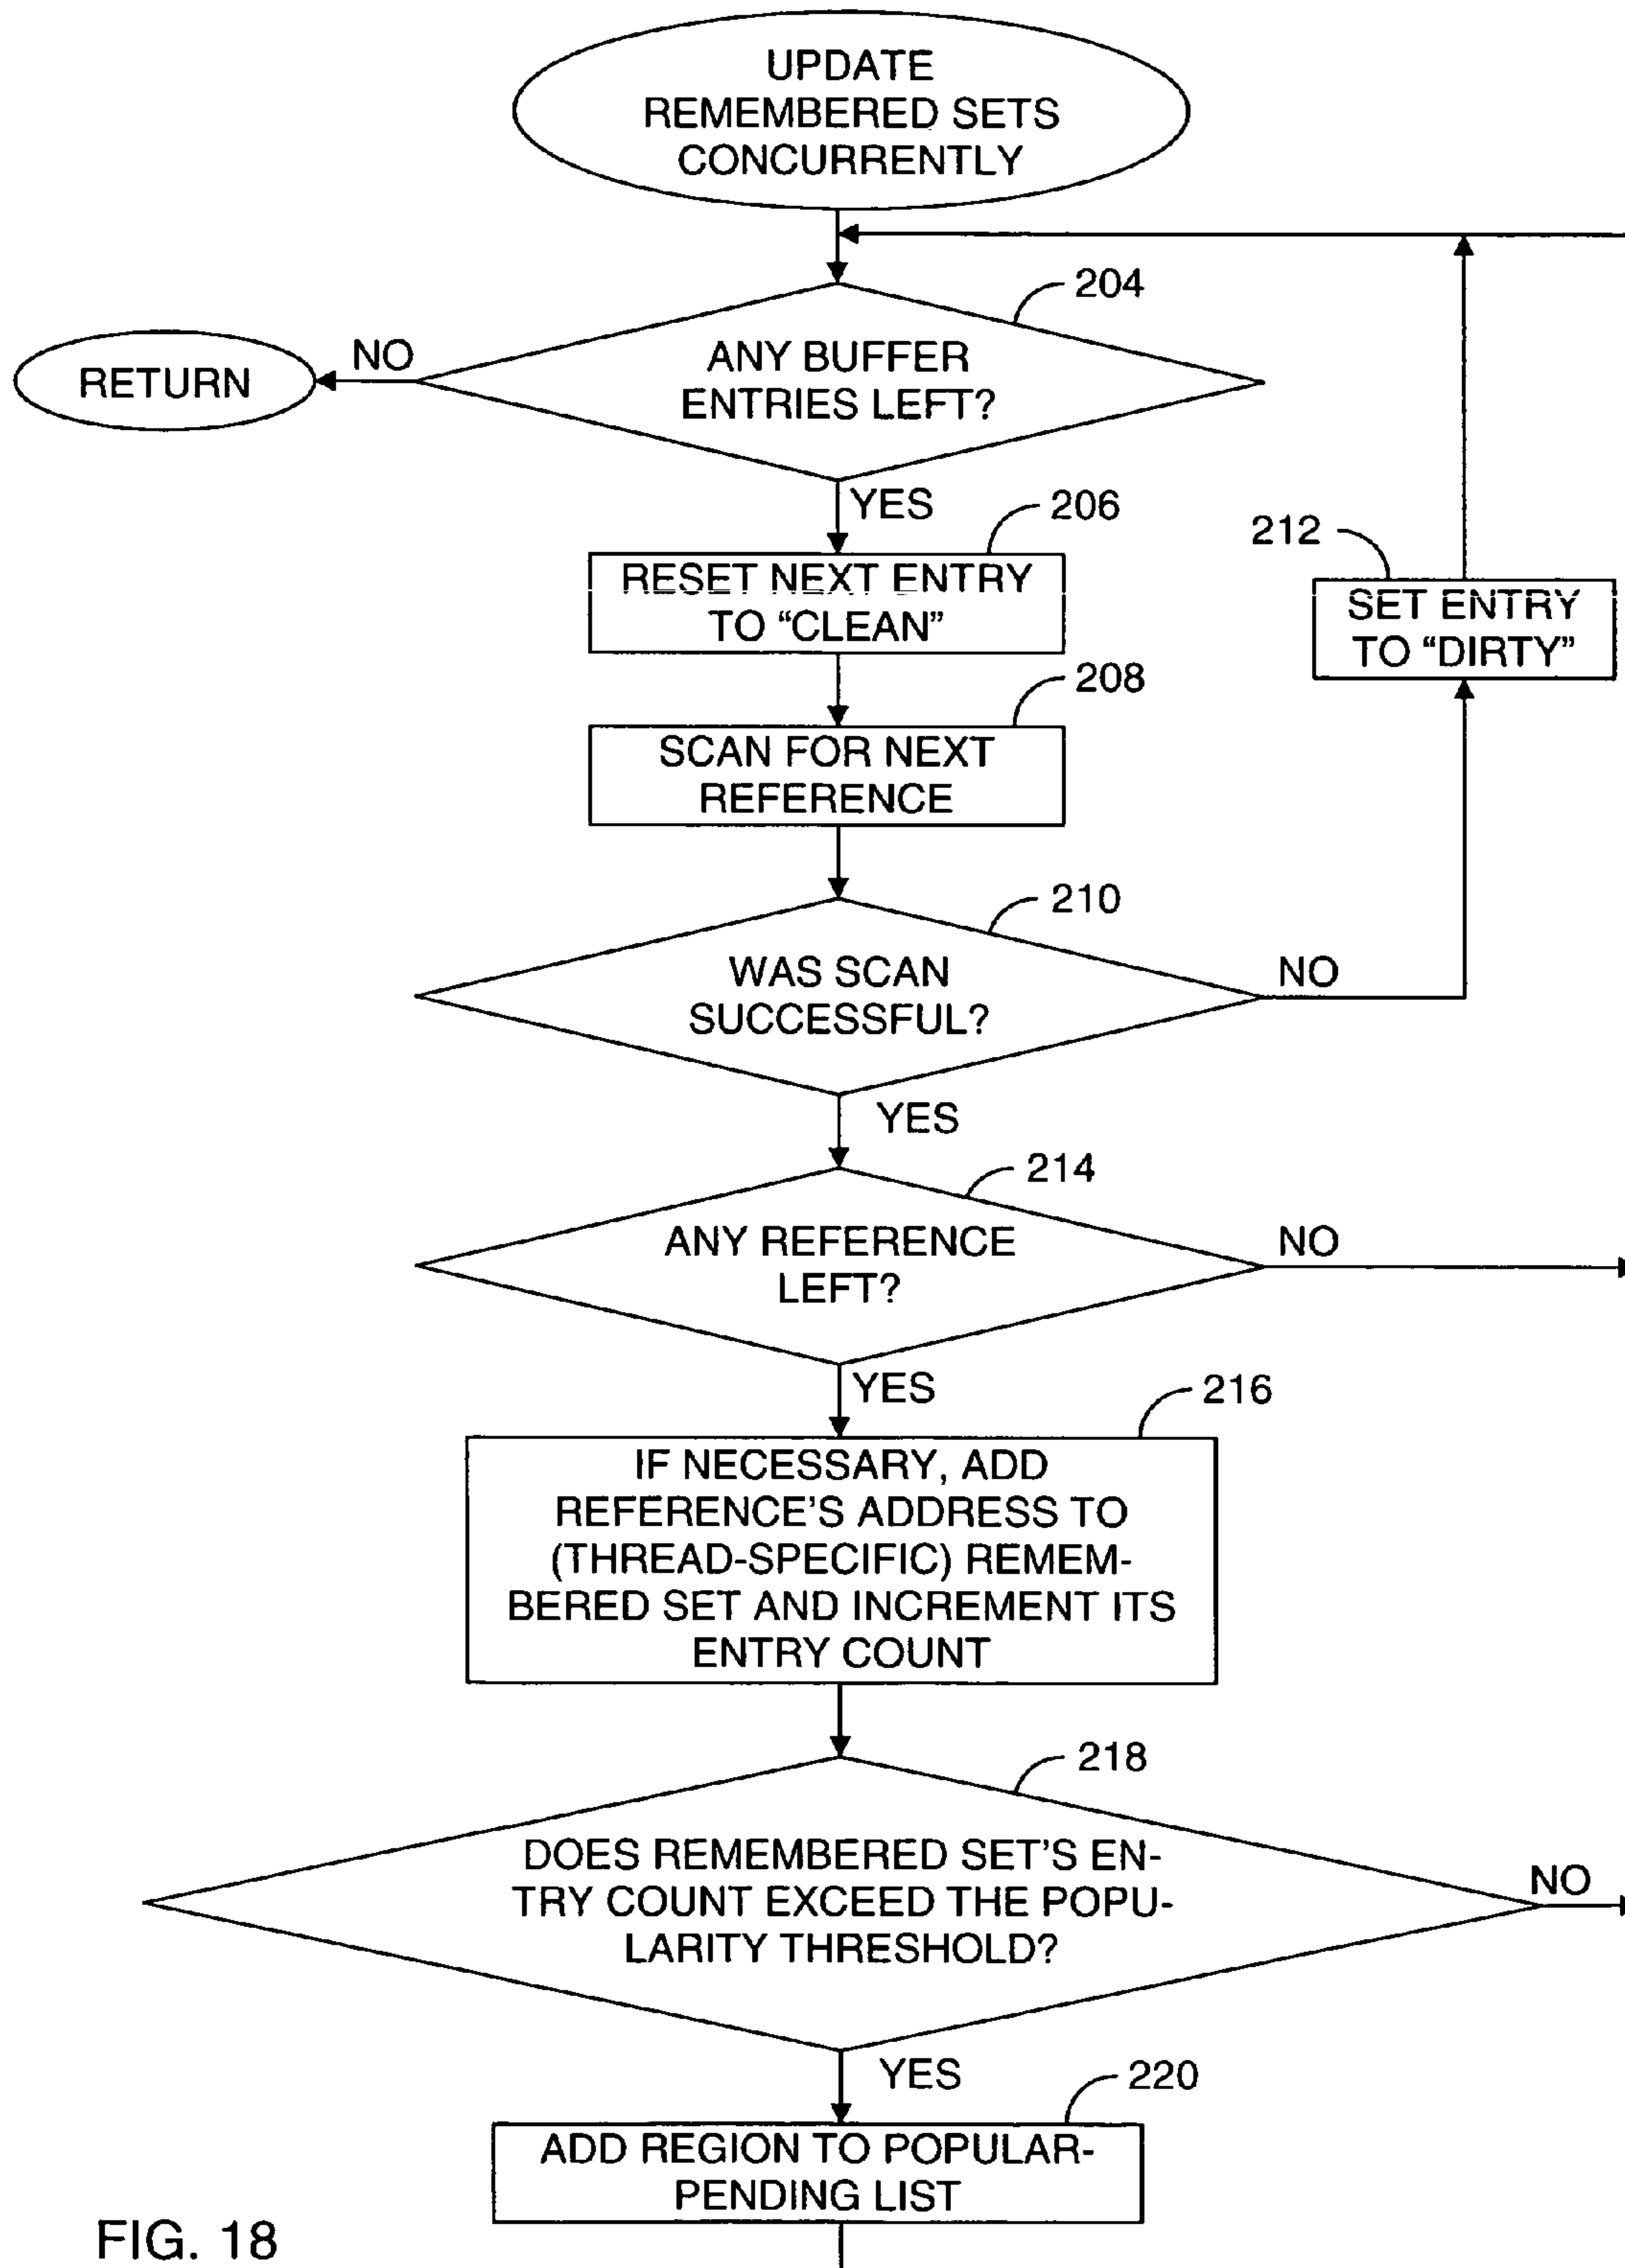 UPDATE
REMEMBERED SETS
CONCURRENTLY
204
NO
ANY BUFFER
ENTRIES LEFT?
RETURN
YES
206
212
RESET NEXT ENTRY
TO “CLEAN”
SET ENTRY
TO “DIRTY”
208
SCAN FOR NEXT
REFERENCE
210
WAS SCAN
SUCCESSFUL?
NO
YES
214
ANY REFERENCE
LEFT?
NO
YES
216
IF NECESSARY, ADD
REFERENCE’S ADDRESS TO
(THREAD-SPECIFIC) REMEM-
BERED SET AND INCREMENT ITS
ENTRY COUNT
218
DOES REMEMBERED SET’S EN-
TRY COUNT EXCEED THE POPU-
LARITY THRESHOLD?
NO
YES
220
ADD REGION TO POPULAR-
PENDING LIST
FIG. 18